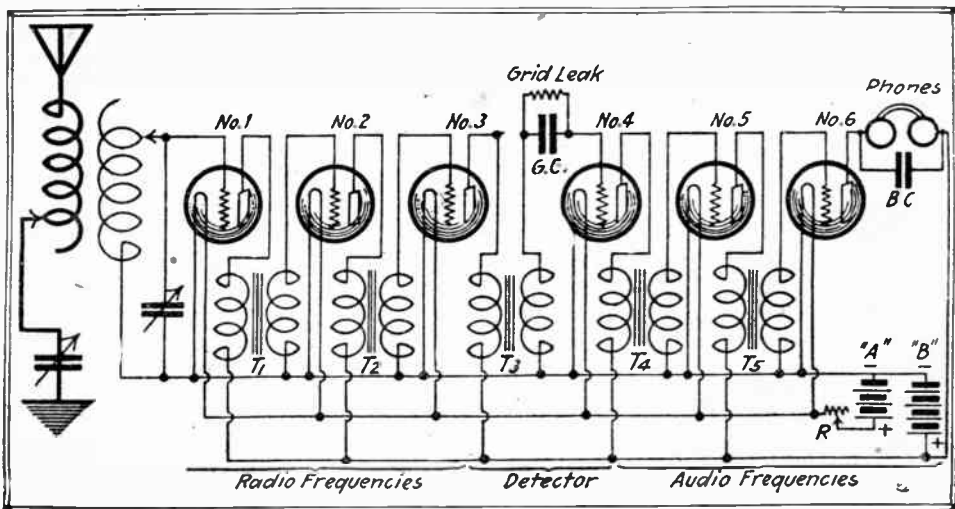 Grid Leak
Phones
No.1 No.2 No.3 No.4 No.5 No.6
G.C.
B C
T1 T2 T3 T4 T5
"A" "B"
− −
R + +
Radio Frequencies Detector Audio Frequencies